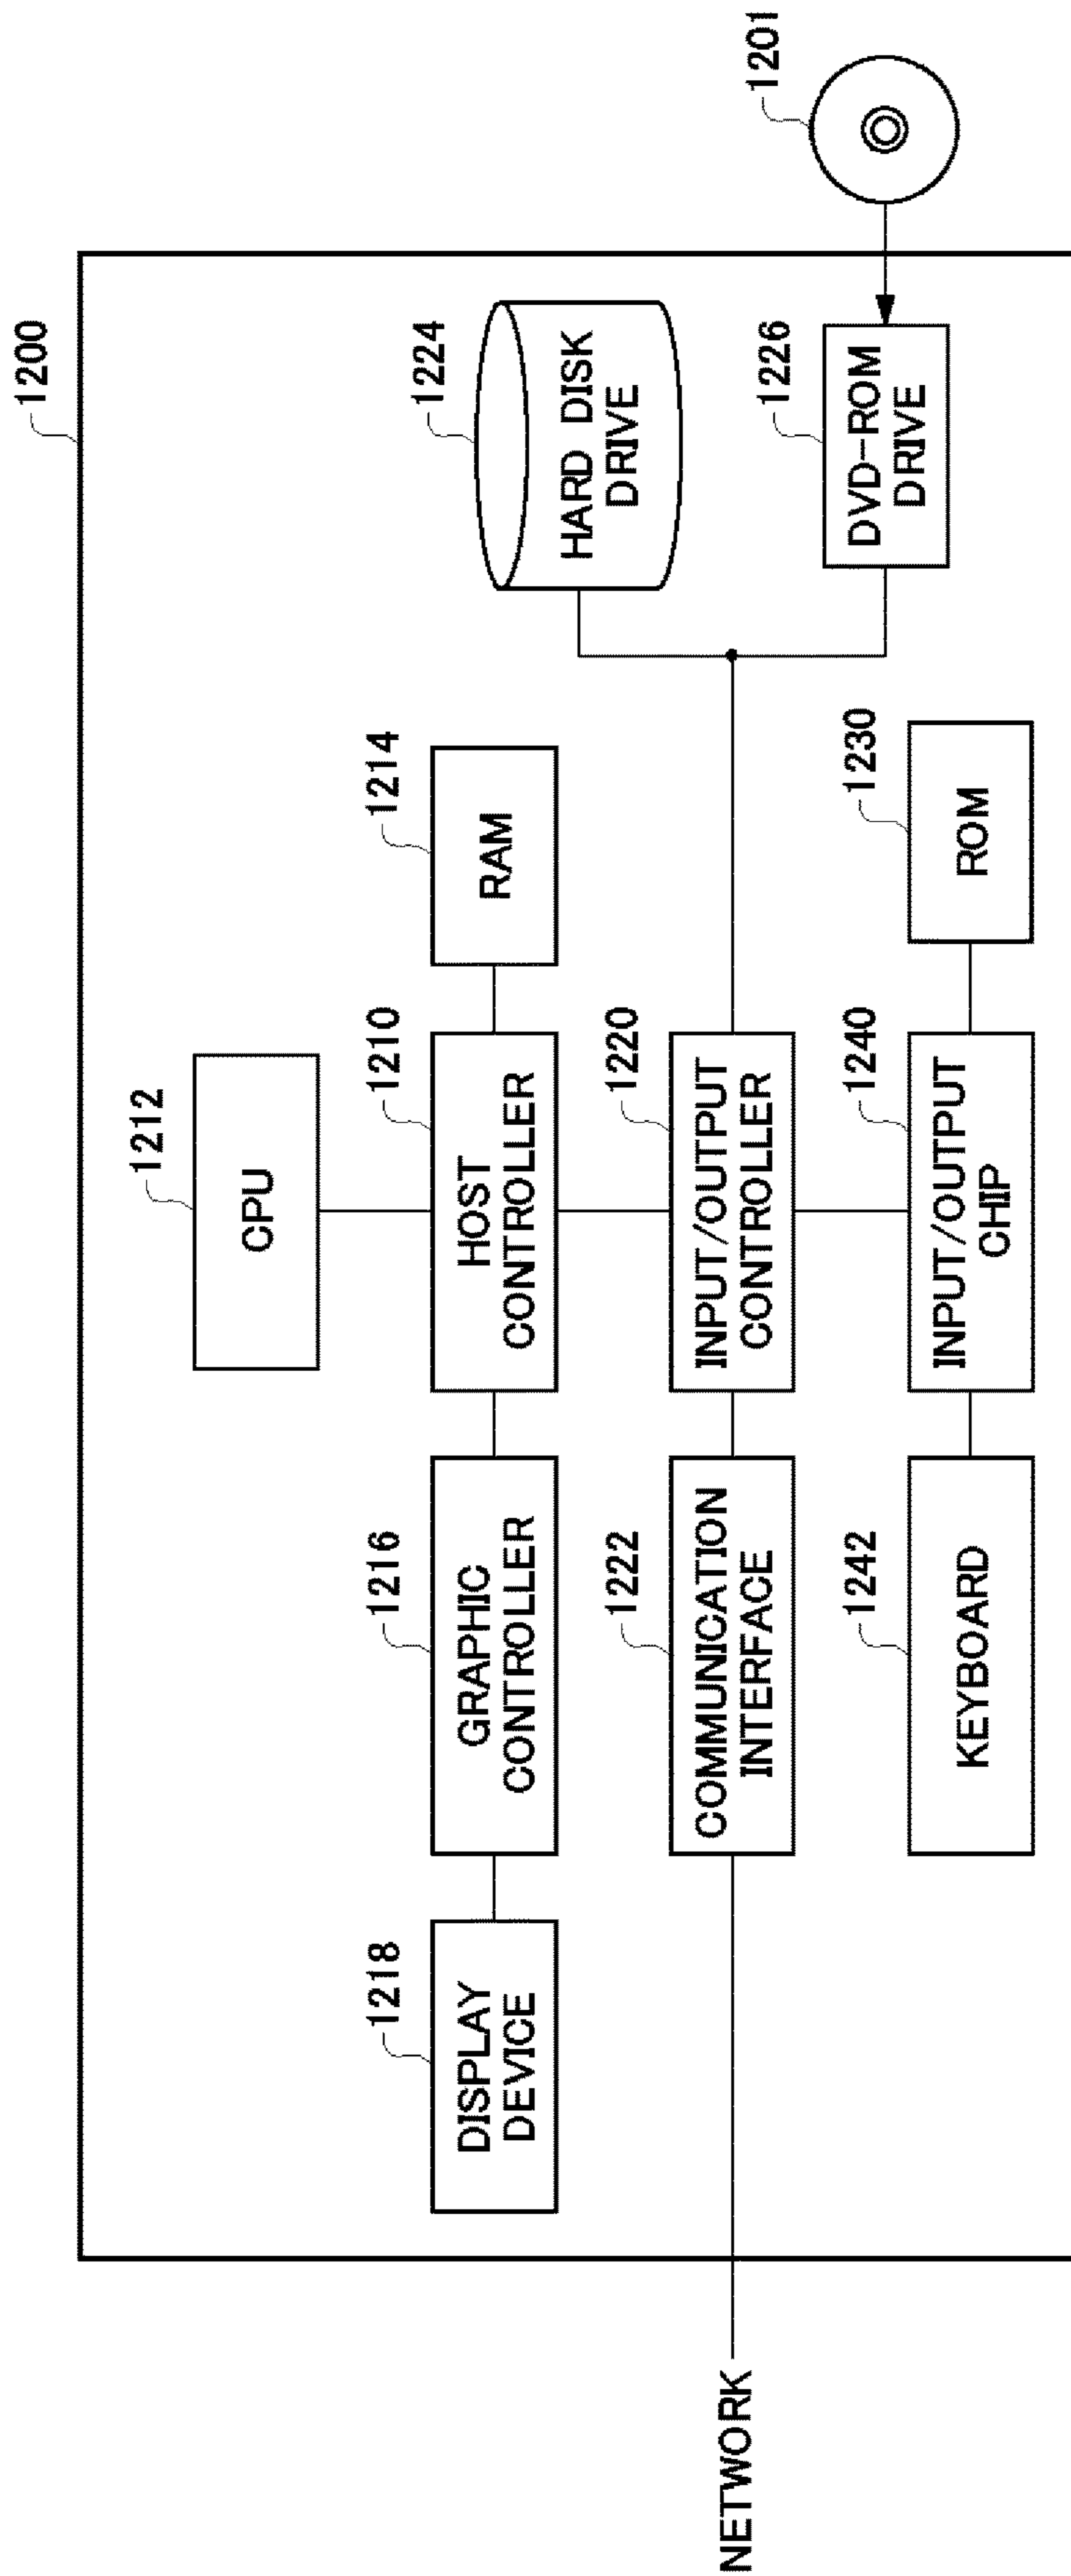 1200
1212
CPU
1218
DISPLAY
DEVICE
1216
GRAPHIC
CONTROLLER
1210
HOST
CONTROLLER
1214
RAM
1224
HARD DISK
DRIVE
NETWORK
1222
COMMUNICATION
INTERFACE
1220
INPUT/OUTPUT
CONTROLLER
1226
DVD-ROM
DRIVE
1201
1242
KEYBOARD
1240
INPUT/OUTPUT
CHIP
1230
ROM